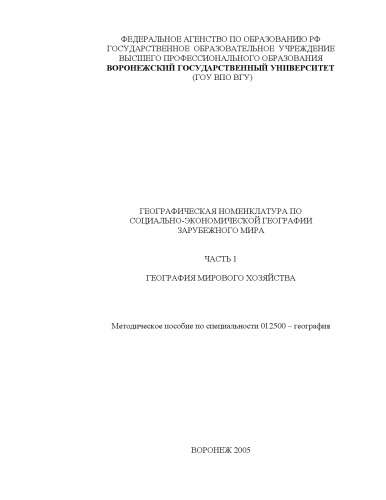 ФЕДЕРАЛЬНОЕ АГЕНСТВО ПО ОБРАЗОВАНИЮ РФ
ГОСУДАРСТВЕННОЕ ОБРАЗОВАТЕЛЬНОЕ УЧРЕЖДЕНИЕ
ВЫСШЕГО ПРОФЕССИОНАЛЬНОГО ОБРАЗОВАНИЯ
ВОРОНЕЖСКИЙ ГОСУДАРСТВЕННЫЙ УНИВЕРСИТЕТ
(ГОУ ВПО ВГУ)
ГЕОГРАФИЧЕСКАЯ НОМЕНКЛАТУРА ПО
СОЦИАЛЬНО-ЭКОНОМИЧЕСКОЙ ГЕОГРАФИИ
ЗАРУБЕЖНОГО МИРА
ЧАСТЬ 1
ГЕОГРАФИЯ МИРОВОГО ХОЗЯЙСТВА
Методическое пособие по специальности 012500 – география
ВОРОНЕЖ 2005